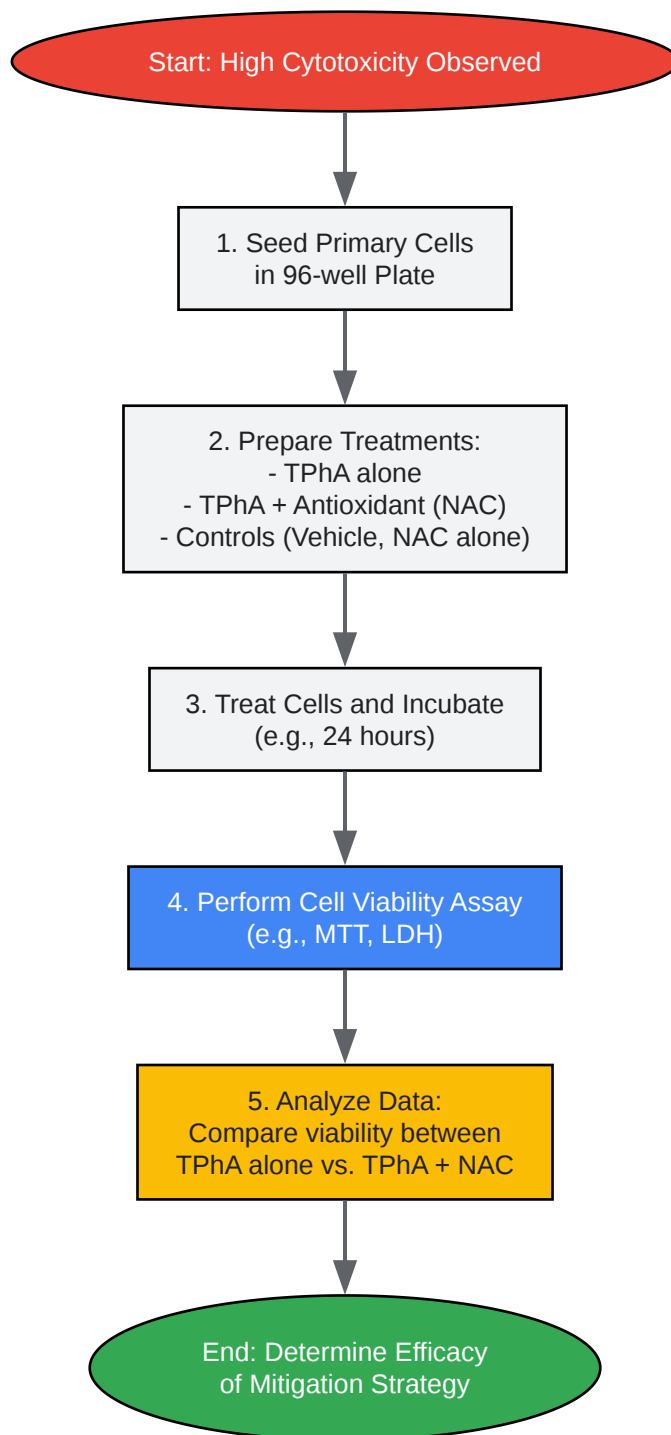 Start: High Cytotoxicity Observed
1. Seed Primary Cells
in 96-well Plate
2. Prepare Treatments:
- TPhA alone
- TPhA + Antioxidant (NAC)
- Controls (Vehicle, NAC alone)
3. Treat Cells and Incubate
(e.g., 24 hours)
4. Perform Cell Viability Assay
(e.g., MTT, LDH)
5. Analyze Data:
Compare viability between
TPhA alone vs. TPhA + NAC
End: Determine Efficacy
of Mitigation Strategy